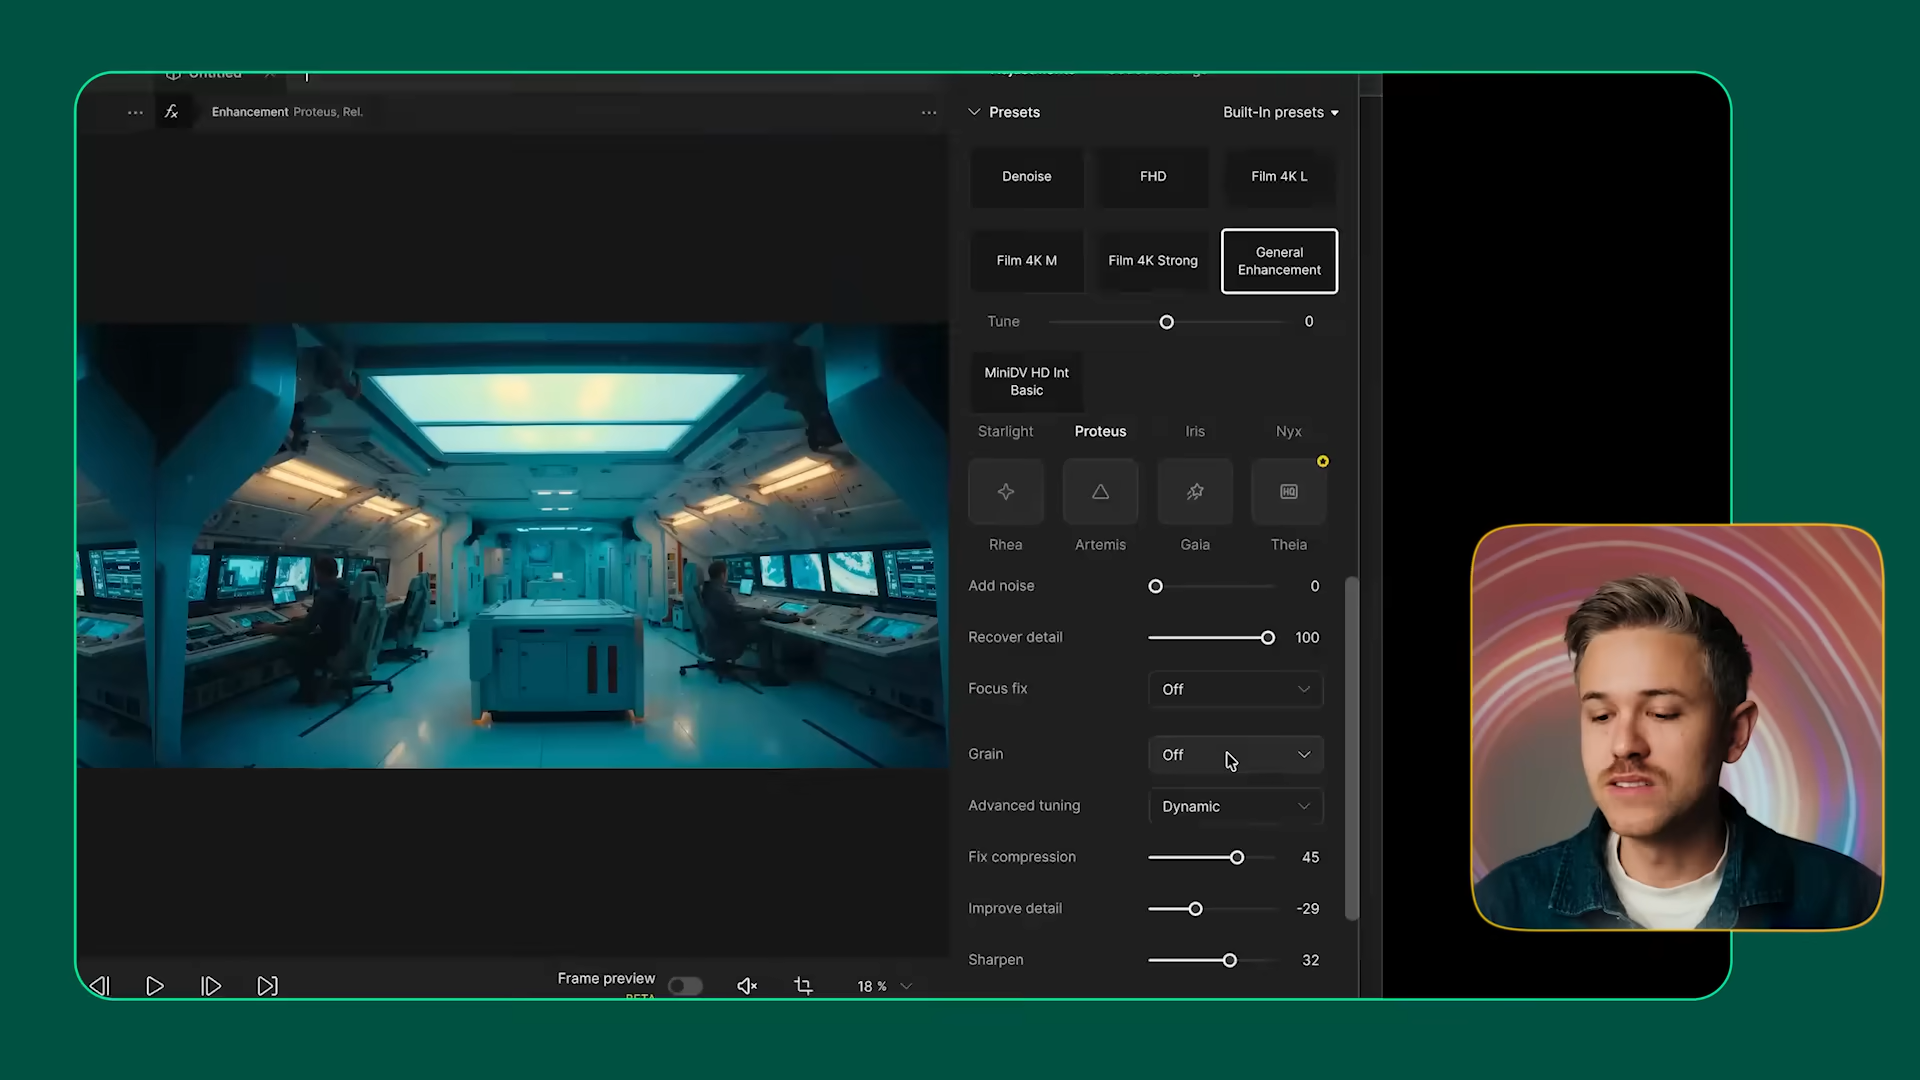 Untitled
Enhancement Proteus, Rel.
Presets
Built-In presets
Denoise
FHD
Film 4K L
Film 4K M
Film 4K Strong
General
Enhancement
Tune
0
MiniDV HD Int
Basic
Starlight
Proteus
Iris
Nyx
HQ
Rhea
Artemis
Gaia
Theia
Add noise
0
Recover detail
100
Focus fix
Off
Grain
Off
Advanced tuning
Dynamic
Fix compression
45
Improve detail
-29
Sharpen
32
Frame preview
BETA
18 %